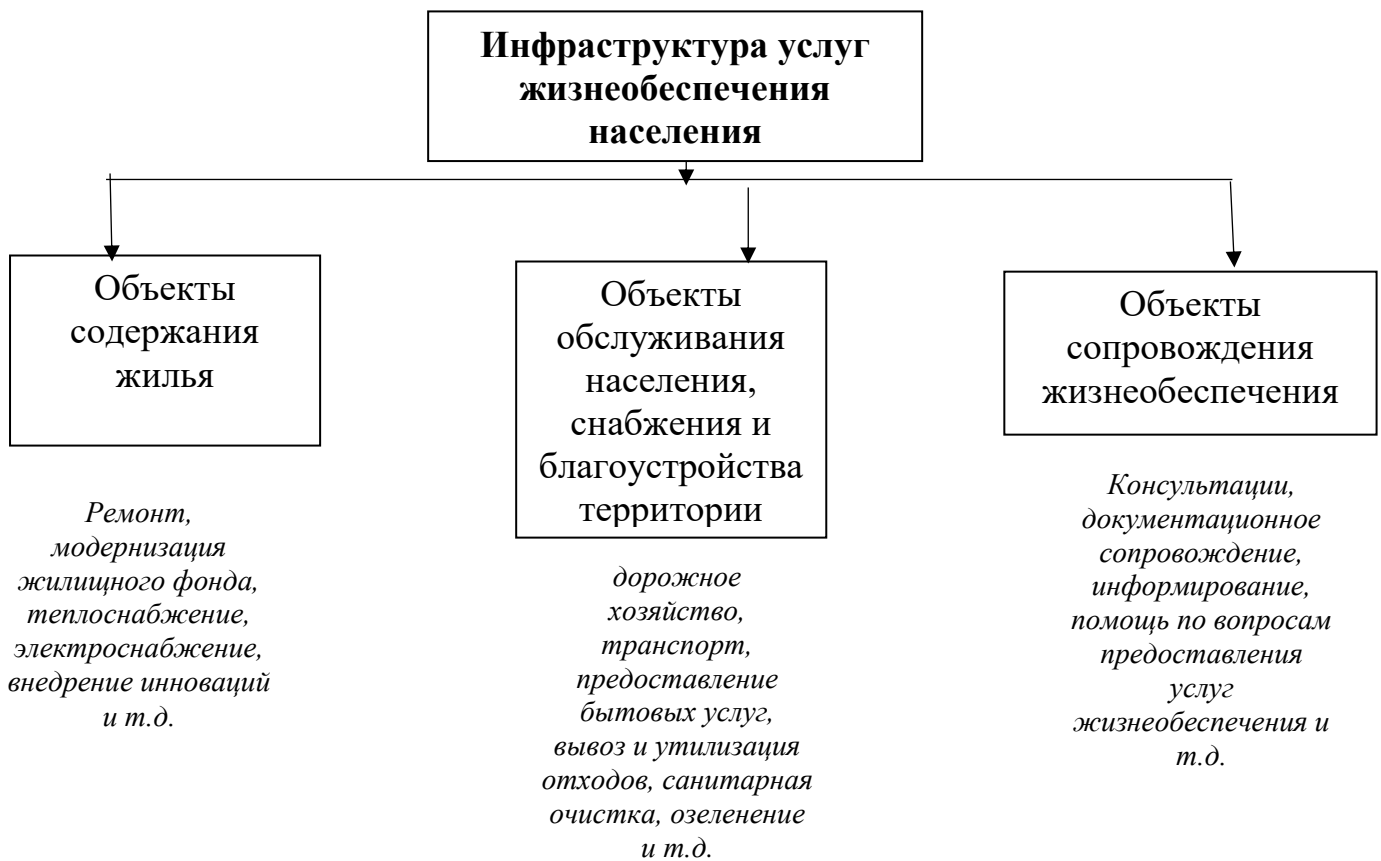 Инфраструктура услуг
жизнеобеспечения
населения
Объекты
содержания
жилья
Объекты
обслуживания
населения,
снабжения и
благоустройства
территории
Объекты
сопровождения
жизнеобеспечения
Ремонт,
модернизация
жилищного фонда,
теплоснабжение,
электроснабжение,
внедрение инноваций
и т.д.
дорожное
хозяйство,
транспорт,
предоставление
бытовых услуг,
вывоз и утилизация
отходов, санитарная
очистка, озеленение
и т.д.
Консультации,
документационное
сопровождение,
информирование,
помощь по вопросам
предоставления
услуг
жизнеобеспечения и
т.д.